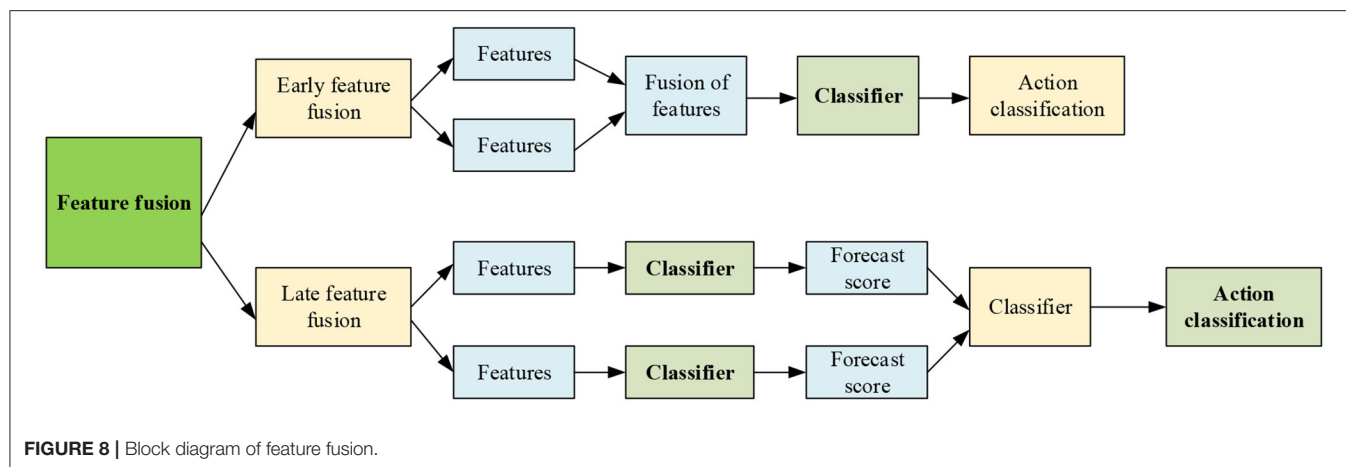 Feature fusion
Early feature
fusion
Features
Features
Fusion of
features
Classifier
Action
classification
Late feature
fusion
Features
Classifier
Forecast
score
Features
Classifier
Forecast
score
Classifier
Action
classification
FIGURE 8 | Block diagram of feature fusion.